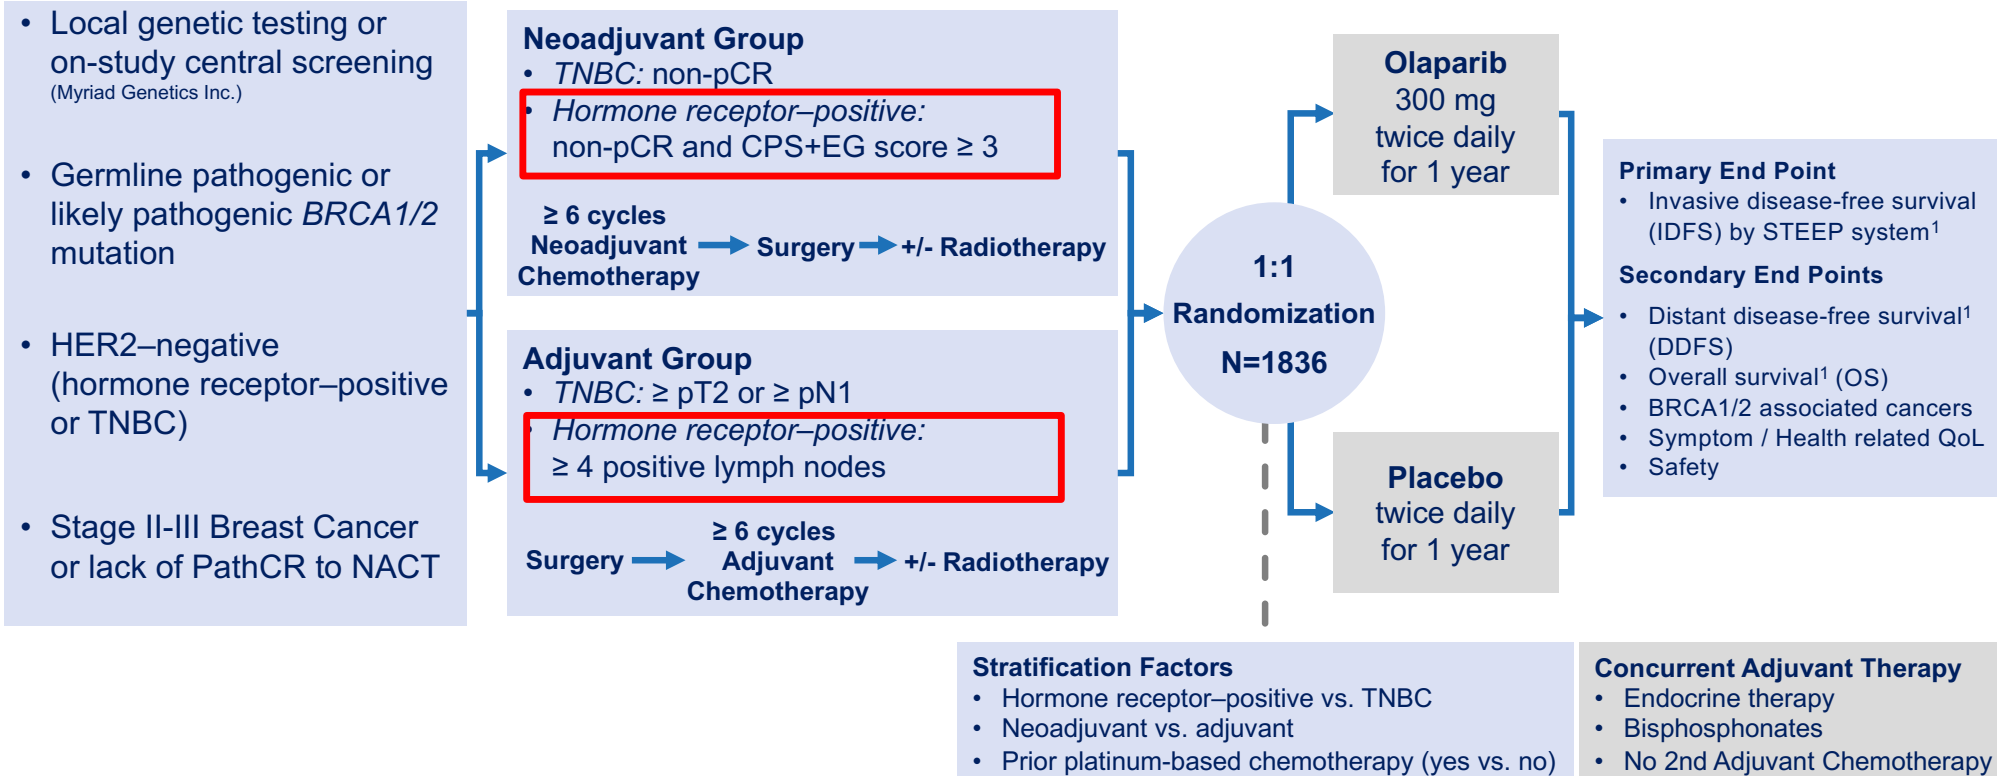 • Local genetic testing or
on-study central screening
(Myriad Genetics Inc.)
• Germline pathogenic or
likely pathogenic BRCA1/2
mutation
• HER2–negative
(hormone receptor–positive
or TNBC)
• Stage II-III Breast Cancer
or lack of PathCR to NACT
Neoadjuvant Group
• TNBC: non-pCR
• Hormone receptor–positive:
non-pCR and CPS+EG score ≥ 3
≥ 6 cycles
Neoadjuvant
Chemotherapy
Surgery
+/- Radiotherapy
Adjuvant Group
• TNBC: ≥ pT2 or ≥ pN1
• Hormone receptor–positive:
≥ 4 positive lymph nodes
Surgery
≥ 6 cycles
Adjuvant
Chemotherapy
+/- Radiotherapy
1:1
Randomization
N=1836
Olaparib
300 mg
twice daily
for 1 year
Placebo
twice daily
for 1 year
Primary End Point
• Invasive disease-free survival
(IDFS) by STEEP system¹
Secondary End Points
• Distant disease-free survival¹
(DDFS)
• Overall survival¹ (OS)
• BRCA1/2 associated cancers
• Symptom / Health related QoL
• Safety
Stratification Factors
• Hormone receptor–positive vs. TNBC
• Neoadjuvant vs. adjuvant
• Prior platinum-based chemotherapy (yes vs. no)
Concurrent Adjuvant Therapy
• Endocrine therapy
• Bisphosphonates
• No 2nd Adjuvant Chemotherapy